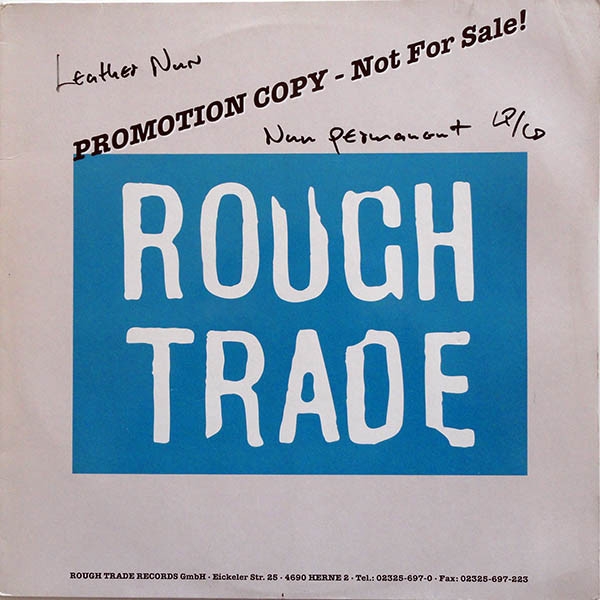 Leather Nun
PROMOTION COPY - Not For Sale!
Nun permanant LP/CD
ROUGH
TRADE
ROUGH TRADE RECORDS GmbH · Eickeler Str. 25 · 4690 HERNE 2 · Tel.: 02325-697-0 · Fax: 02325-697-223